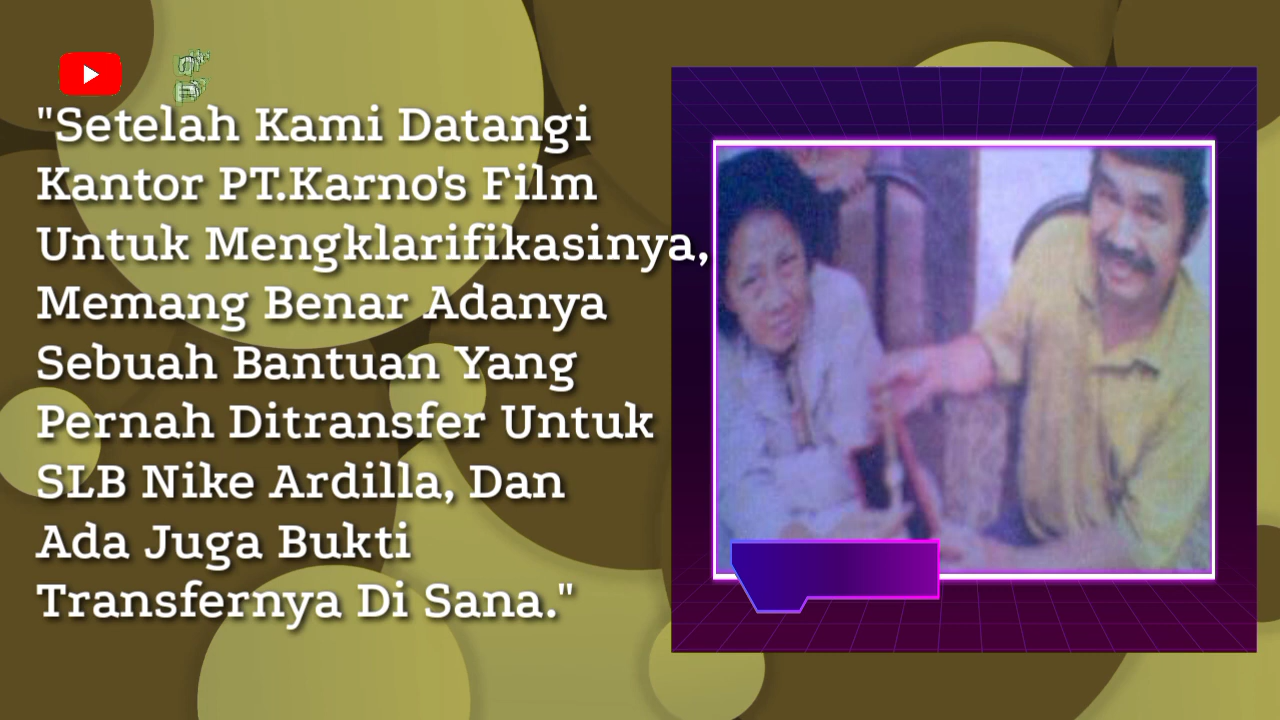 "Setelah Kami Datangi
Kantor PT.Karno's Film
Untuk Mengklarifikasinya,
Memang Benar Adanya
Sebuah Bantuan Yang
Pernah Ditransfer Untuk
SLB Nike Ardilla, Dan
Ada Juga Bukti
Transfernya Di Sana."